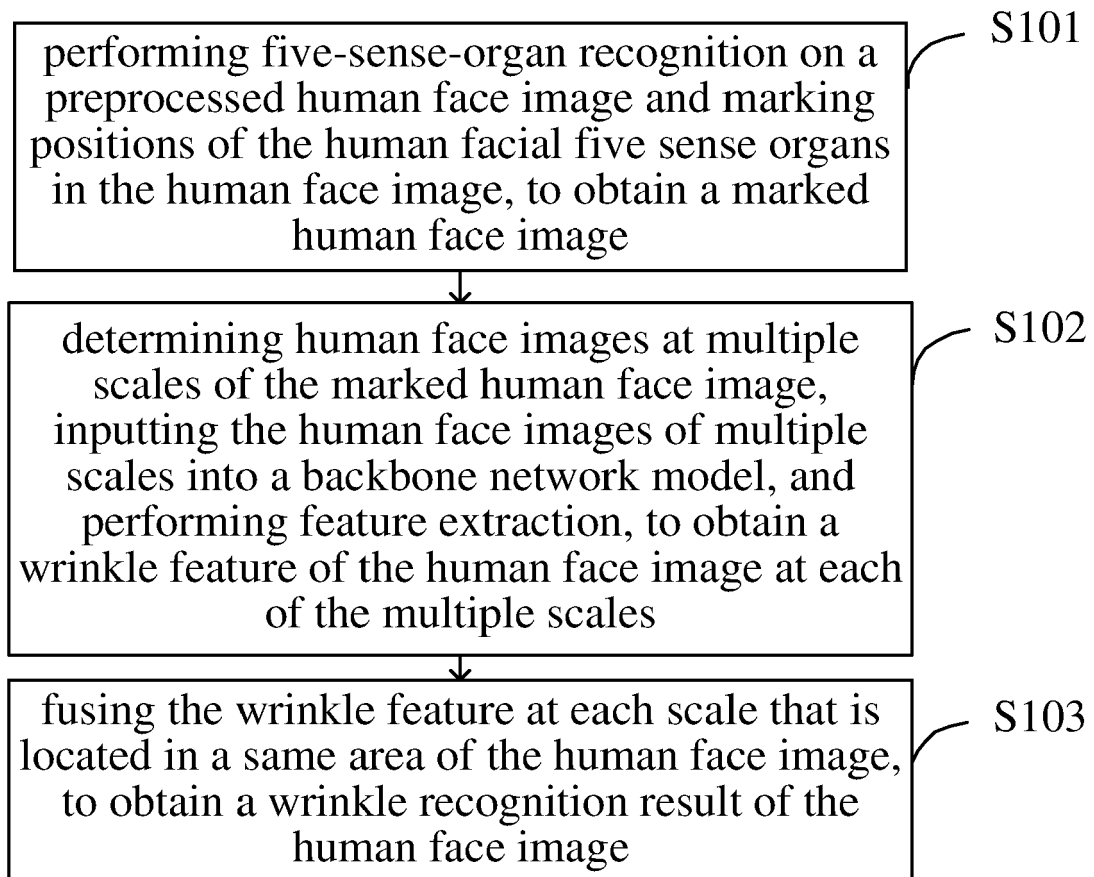 S101
performing five-sense-organ recognition on a
preprocessed human face image and marking
positions of the human facial five sense organs
in the human face image, to obtain a marked
human face image
S102
determining human face images at multiple
scales of the marked human face image,
inputting the human face images of multiple
scales into a backbone network model, and
performing feature extraction, to obtain a
wrinkle feature of the human face image at each
of the multiple scales
S103
fusing the wrinkle feature at each scale that is
located in a same area of the human face image,
to obtain a wrinkle recognition result of the
human face image